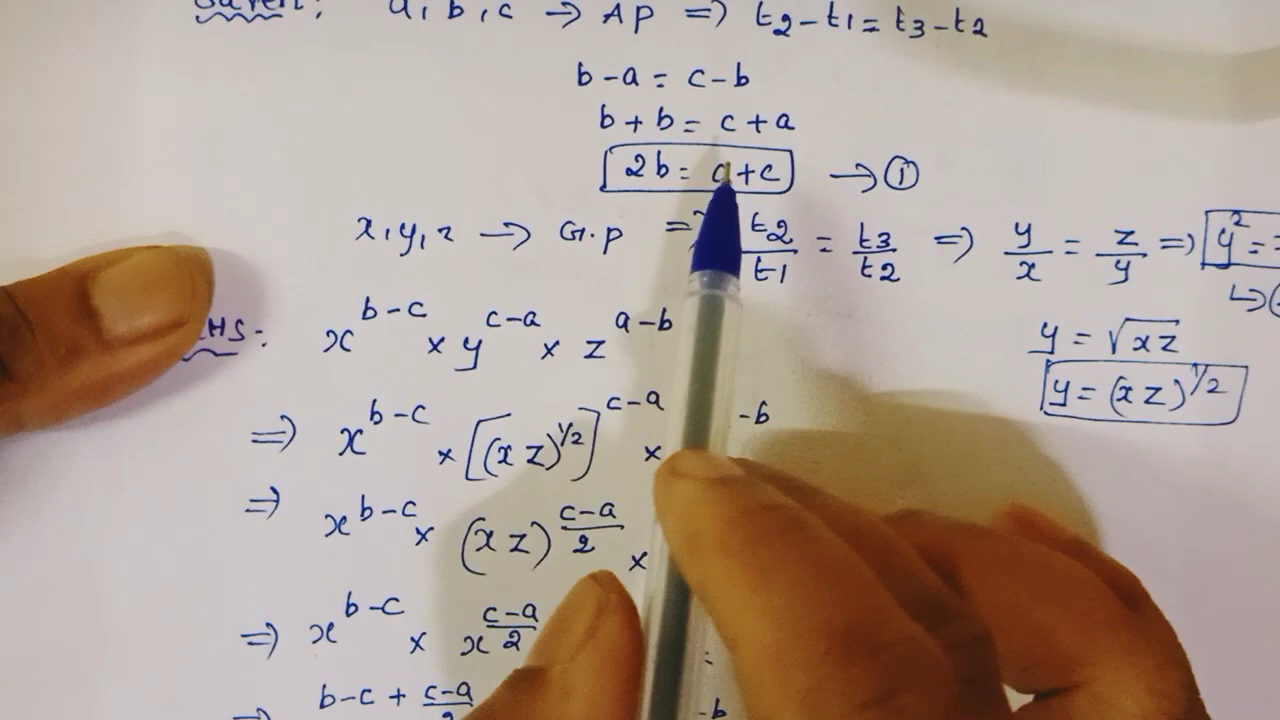 a, b, c → AP ⇒ t2 - t1 = t3 - t2
b - a = c - b
b + b = c + a
2b = a + c → ①
x, y, z → G.p ⇒ t2/t1 = t3/t2 ⇒ y/x = z/y ⇒ y² =
LHS: x^(b-c) × y^(c-a) × z^(a-b)
y = √xz
y = (xz)^1/2
⇒ x^(b-c) × [(xz)^1/2]^(c-a) × -b
⇒ x^(b-c) × (xz)^((c-a)/2) ×
⇒ x^(b-c) × x^((c-a)/2)
⇒ b-c + (c-a)/2 -b